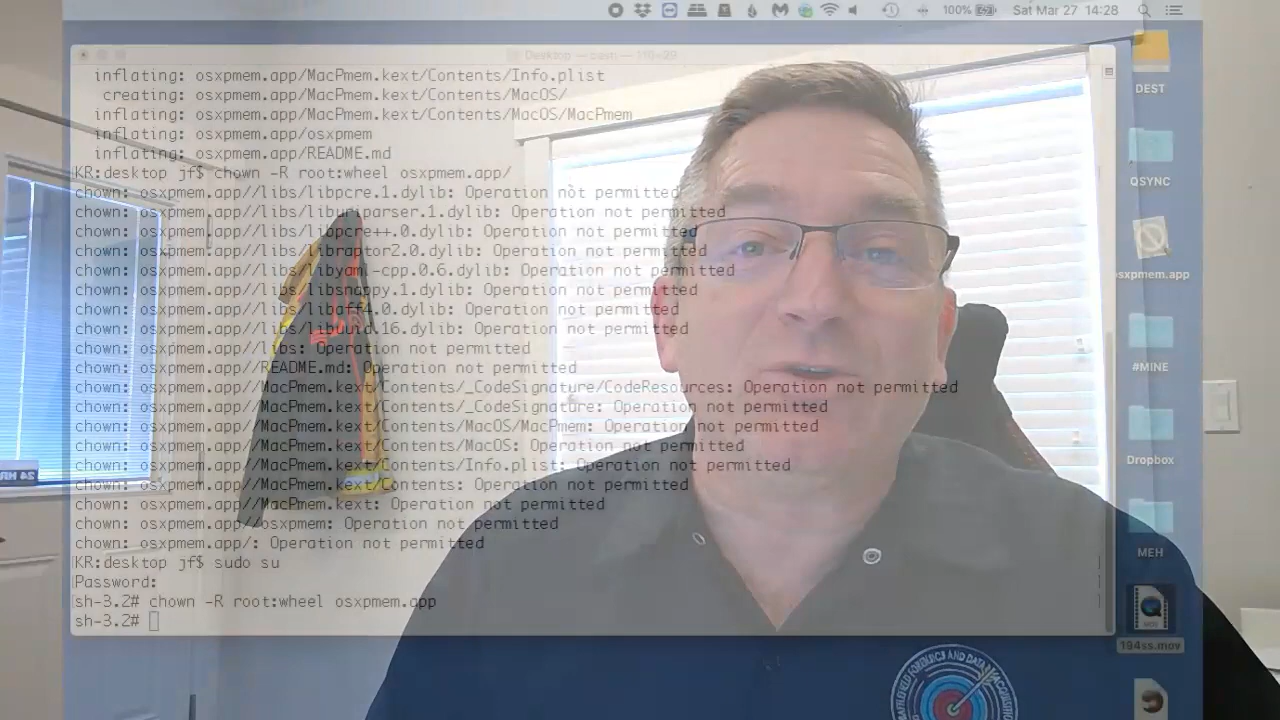 100%
Sat Mar 27 14:28
inflating: osxpmem.app/MacPmem.kext/Contents/Info.plist
creating: osxpmem.app/MacPmem.kext/Contents/MacOS/
inflating: osxpmem.app/MacPmem.kext/Contents/MacOS/MacPmem
inflating: osxpmem.app/osxpmem
inflating: osxpmem.app/README.md
KR:desktop jf$ chown -R root:wheel osxpmem.app/
chown: osxpmem.app//libs/libpcre.1.dylib: Operation not permitted
chown: osxpmem.app//libs/liburiparser.1.dylib: Operation not permitted
chown: osxpmem.app//libs/libpcre++.0.dylib: Operation not permitted
chown: osxpmem.app//libs/libraptor2.0.dylib: Operation not permitted
chown: osxpmem.app//libs/libyaml-cpp.0.6.dylib: Operation not permitted
chown: osxpmem.app//libs/libsnappy.1.dylib: Operation not permitted
chown: osxpmem.app//libs/libaff4.0.dylib: Operation not permitted
chown: osxpmem.app//libs/libuuid.16.dylib: Operation not permitted
chown: osxpmem.app//libs: Operation not permitted
chown: osxpmem.app//README.md: Operation not permitted
chown: osxpmem.app//MacPmem.kext/Contents/_CodeSignature/CodeResources: Operation not permitted
chown: osxpmem.app//MacPmem.kext/Contents/_CodeSignature: Operation not permitted
chown: osxpmem.app//MacPmem.kext/Contents/MacOS/MacPmem: Operation not permitted
chown: osxpmem.app//MacPmem.kext/Contents/MacOS: Operation not permitted
chown: osxpmem.app//MacPmem.kext/Contents/Info.plist: Operation not permitted
chown: osxpmem.app//MacPmem.kext/Contents: Operation not permitted
chown: osxpmem.app//MacPmem.kext: Operation not permitted
chown: osxpmem.app//osxpmem: Operation not permitted
chown: osxpmem.app/: Operation not permitted
KR:desktop jf$ sudo su
Password:
sh-3.2# chown -R root:wheel osxpmem.app
sh-3.2#
DEST
QSYNC
osxpmem.app
#MINE
Dropbox
MEH
194ss.mov